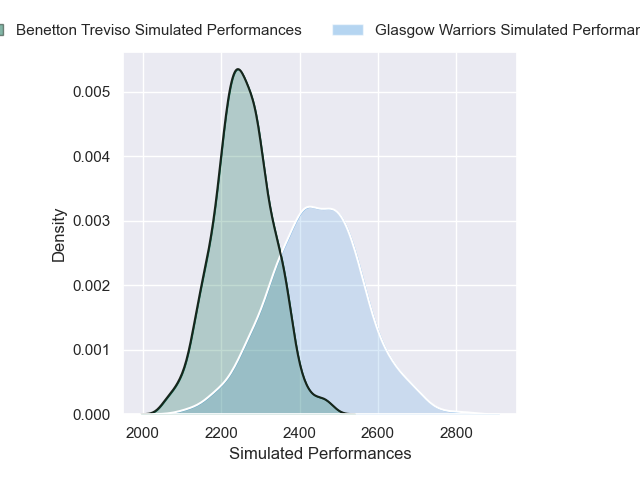 Benetton Treviso Simulated Performances
Glasgow Warriors Simulated Performan
0.005
0.004
0.003
0.002
0.001
0.000
Density
2000 2200 2400 2600 2800
Simulated Performances